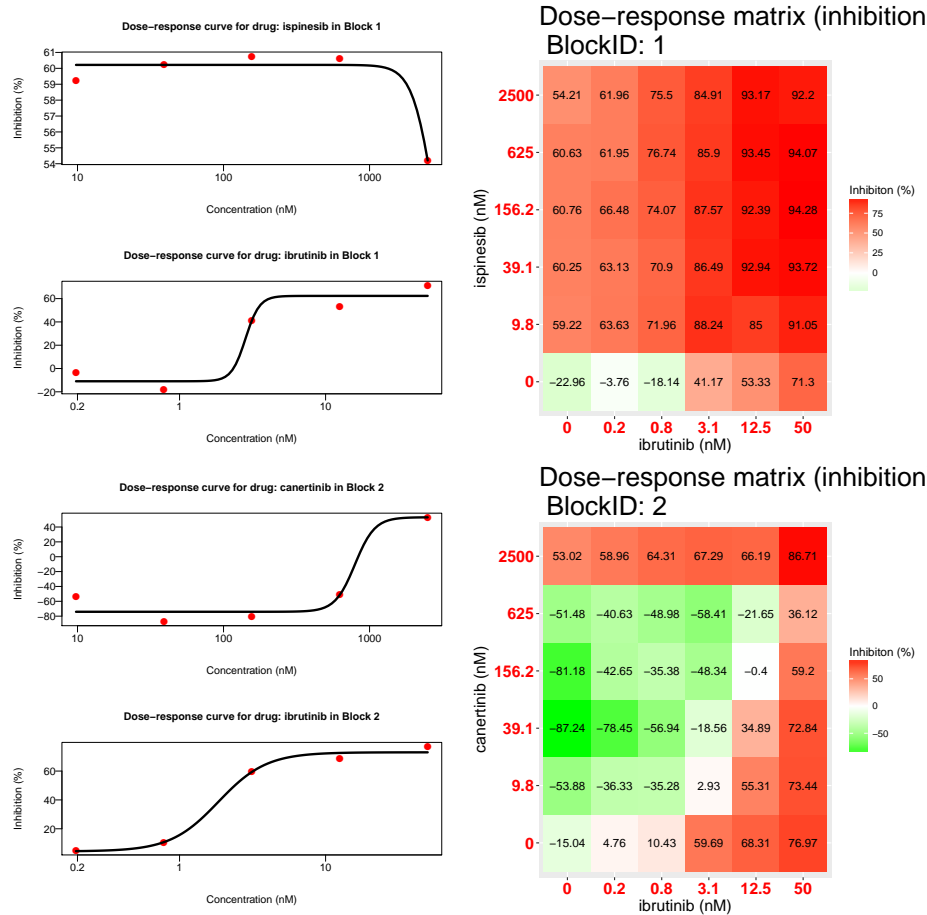 Dose−response curve for drug: ispinesib in Block 1
Inhibition (%)
61
60
59
58
57
56
55
54
10
100
1000
Concentration (nM)
Dose−response curve for drug: ibrutinib in Block 1
Inhibition (%)
60
40
20
0
−20
0.2
1
10
Concentration (nM)
Dose−response matrix (inhibition
BlockID: 1
ispinesib (nM)
2500 54.21 61.96 75.5 84.91 93.17 92.2
625 60.63 61.95 76.74 85.9 93.45 94.07
156.2 60.76 66.48 74.07 87.57 92.39 94.28
39.1 60.25 63.13 70.9 86.49 92.94 93.72
9.8 59.22 63.63 71.96 88.24 85 91.05
0 −22.96 −3.76 −18.14 41.17 53.33 71.3
0 0.2 0.8 3.1 12.5 50
ibrutinib (nM)
Inhibiton (%)
75
50
25
0
Dose−response curve for drug: canertinib in Block 2
Inhibition (%)
40
20
0
−20
−40
−60
−80
10
100
1000
Concentration (nM)
Dose−response curve for drug: ibrutinib in Block 2
Inhibition (%)
60
40
20
0.2
1
10
Concentration (nM)
Dose−response matrix (inhibition
BlockID: 2
canertinib (nM)
2500 53.02 58.96 64.31 67.29 66.19 86.71
625 −51.48 −40.63 −48.98 −58.41 −21.65 36.12
156.2 −81.18 −42.65 −35.38 −48.34 −0.4 59.2
39.1 −87.24 −78.45 −56.94 −18.56 34.89 72.84
9.8 −53.88 −36.33 −35.28 2.93 55.31 73.44
0 −15.04 4.76 10.43 59.69 68.31 76.97
0 0.2 0.8 3.1 12.5 50
ibrutinib (nM)
Inhibiton (%)
50
0
−50